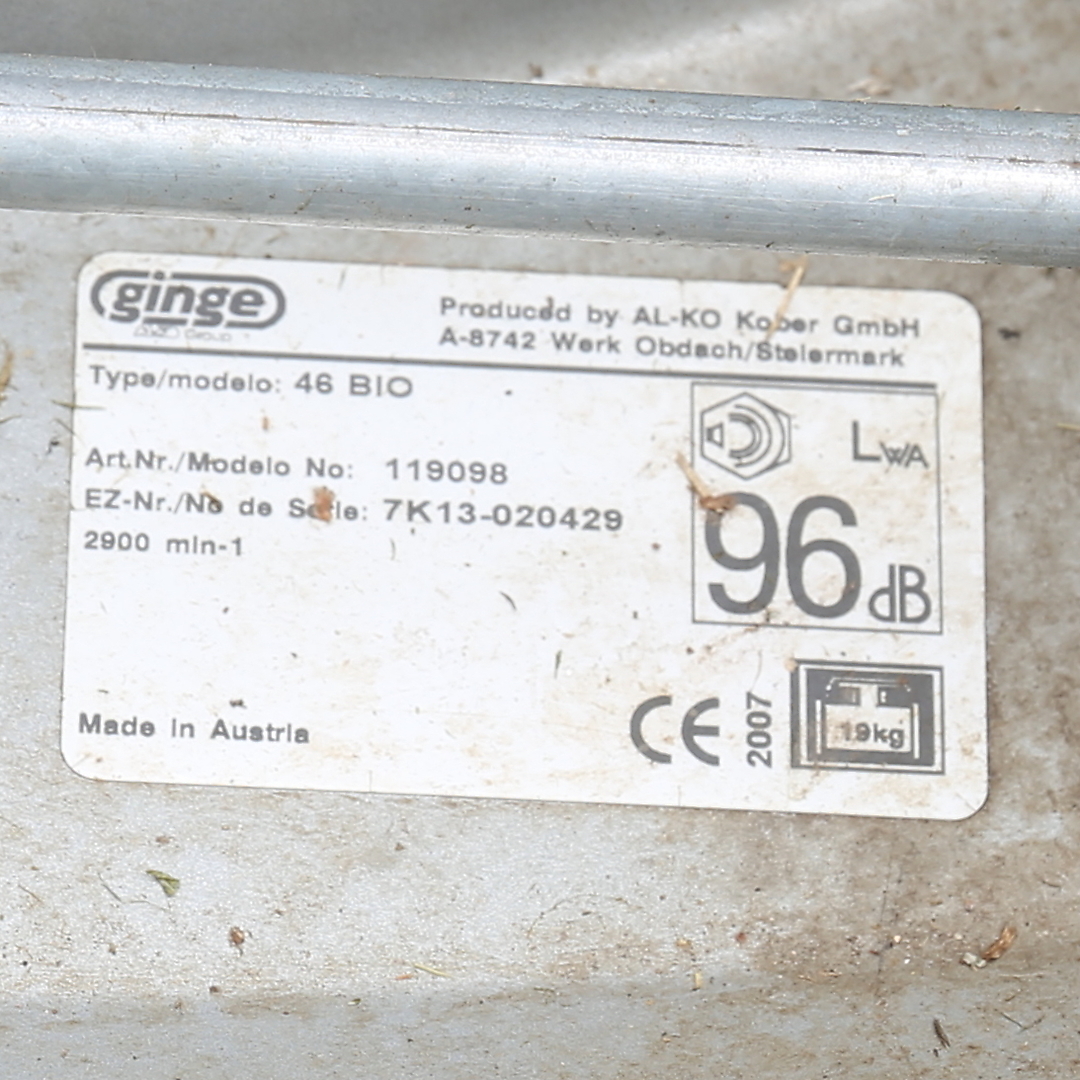 ginge
Produced by AL-KO Kober GmbH
A-8742 Werk Obdach/Steiermark
Type/modelo: 46 BIO
Art.Nr./Modelo No: 119098
EZ-Nr./No de Serie: 7K13-020429
2900 min-1
LWA
96 dB
Made in Austria
CE
2007
19kg